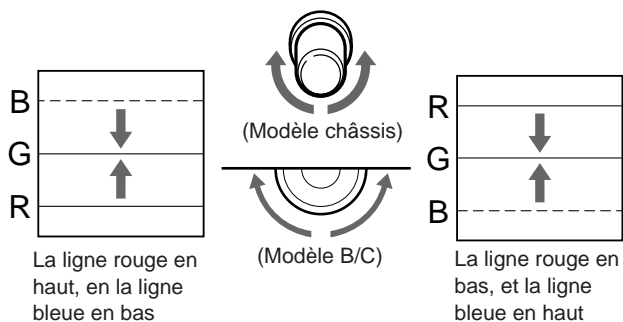 B
G
R
La ligne rouge en
haut, en la ligne
bleue en bas
(Modèle châssis)
(Modèle B/C)
R
G
B
La ligne rouge en
bas, et la ligne
bleue en haut